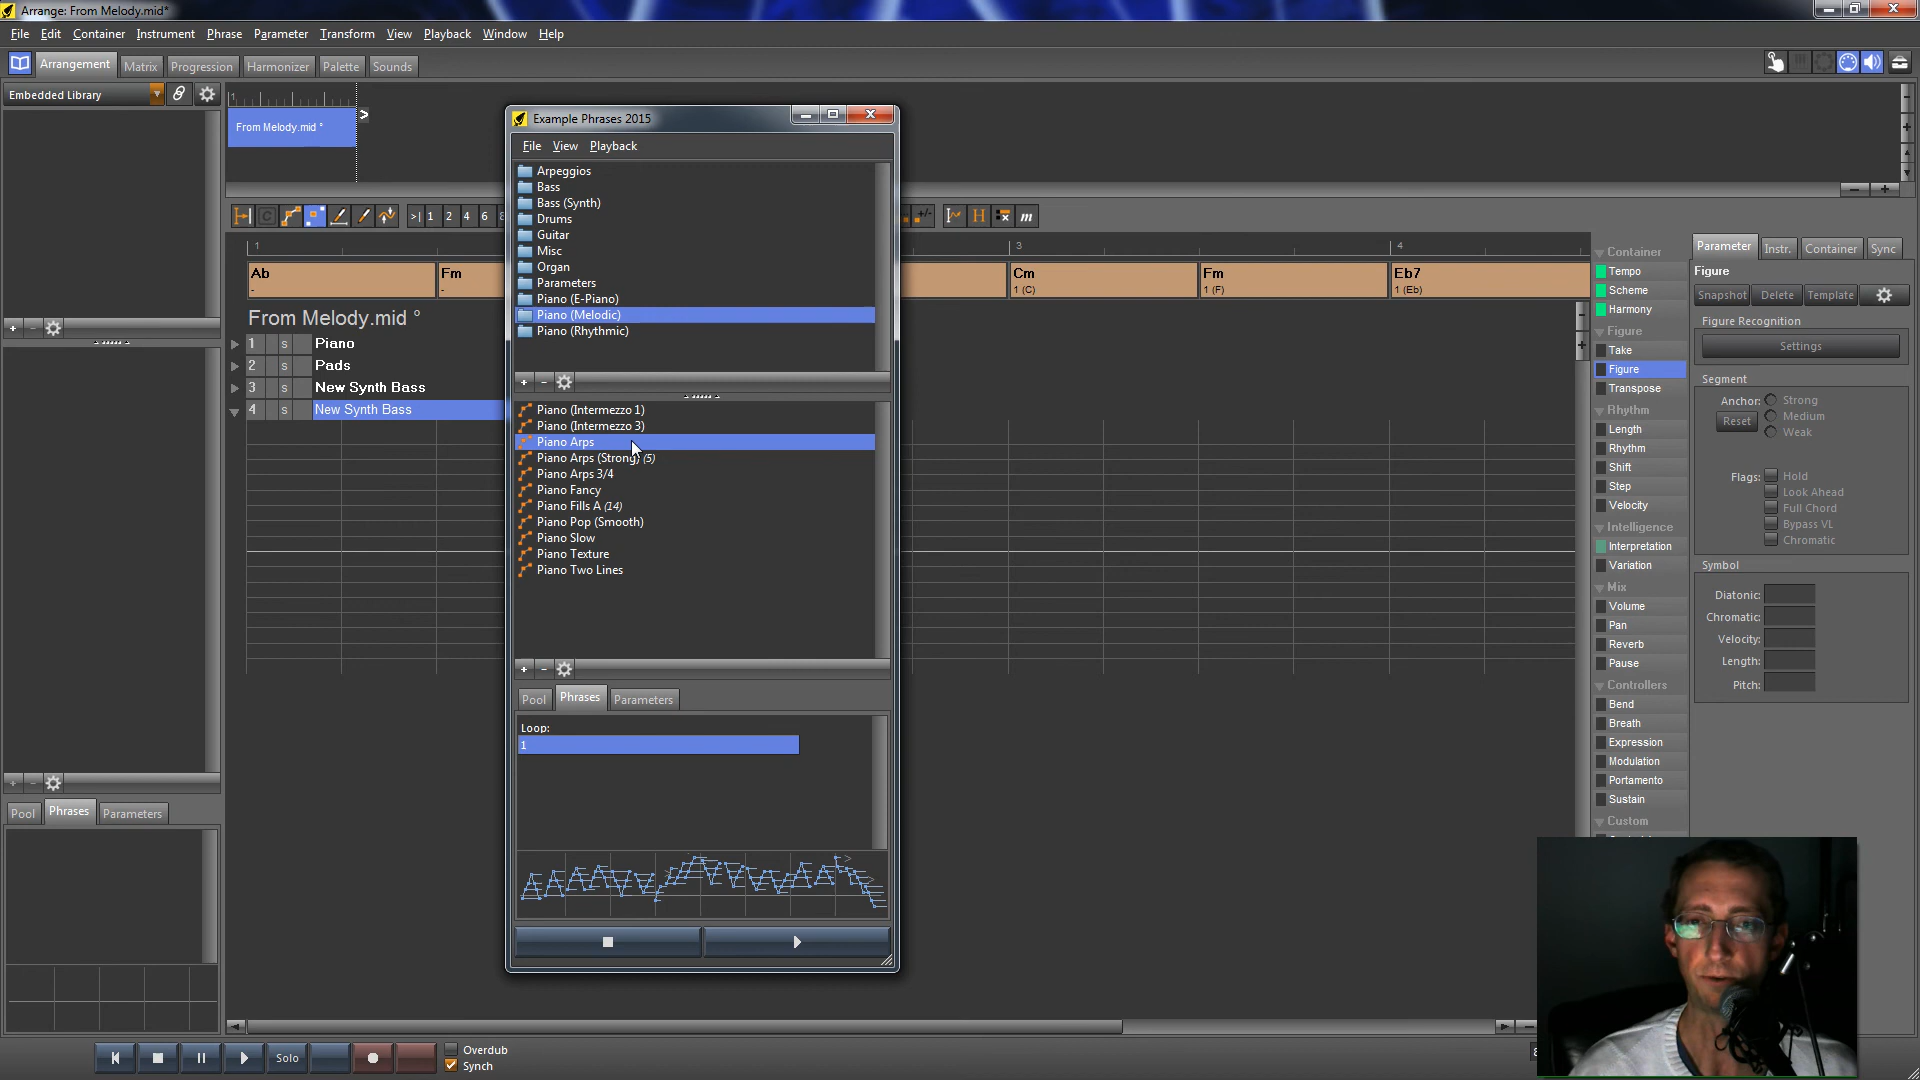 Arrange: From Melody.mid*
File Edit Container Instrument Phrase Parameter Transform View Playback Window Help
Arrangement Matrix Progression Harmonizer Palette Sounds
Embedded Library
1
From Melody.mid °
>
Example Phrases 2015
File View Playback
Arpeggios
Bass
Bass (Synth)
Drums
Guitar
Misc
Organ
Parameters
Piano (E-Piano)
Piano (Melodic)
Piano (Rhythmic)
Piano (Intermezzo 1)
Piano (Intermezzo 3)
Piano Arps
Piano Arps (Strong) (5)
Piano Arps 3/4
Piano Fancy
Piano Fills A (14)
Piano Pop (Smooth)
Piano Slow
Piano Texture
Piano Two Lines
Pool Phrases Parameters
Loop:
1
>| 1 2 4 6
H m
1 3 4
Ab Fm Cm Fm Eb7
- - 1 (C) 1 (F) 1 (Eb)
From Melody.mid °
1 s Piano
2 s Pads
3 s New Synth Bass
4 s New Synth Bass
Container
Tempo
Scheme
Harmony
Figure
Take
Figure
Transpose
Rhythm
Length
Rhythm
Shift
Step
Velocity
Intelligence
Interpretation
Variation
Mix
Volume
Pan
Reverb
Pause
Controllers
Bend
Breath
Expression
Modulation
Portamento
Sustain
Custom
Parameter Instr. Container Sync
Figure
Snapshot Delete Template
Figure Recognition
Settings
Segment
Anchor: Strong
Reset Medium
Weak
Flags: Hold
Look Ahead
Full Chord
Bypass VL
Chromatic
Symbol
Diatonic:
Chromatic:
Velocity:
Length:
Pitch:
Pool Phrases Parameters
Solo
Overdub
Synch